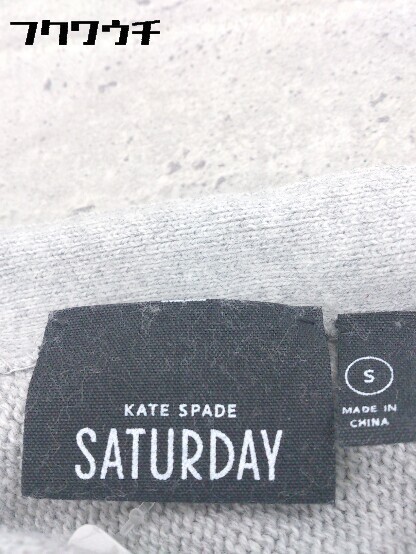 フクワウチ
KATE SPADE
SATURDAY
S
MADE IN
CHINA